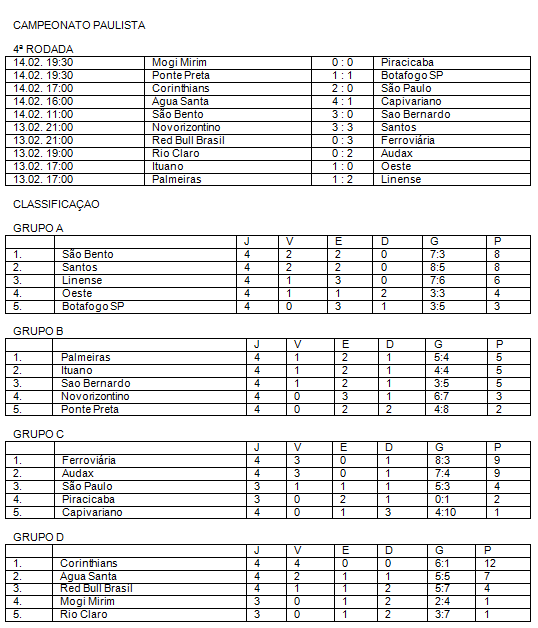 CAMPEONATO PAULISTA
4ª RODADA
14.02. 19:30 Mogi Mirim 0 : 0 Piracicaba
14.02. 19:30 Ponte Preta 1 : 1 Botafogo SP
14.02. 17:00 Corinthians 2 : 0 São Paulo
14.02. 16:00 Agua Santa 4 : 1 Capivariano
14.02. 11:00 São Bento 3 : 0 Sao Bernardo
13.02. 21:00 Novorizontino 3 : 3 Santos
13.02. 21:00 Red Bull Brasil 0 : 3 Ferroviária
13.02. 19:00 Rio Claro 0 : 2 Audax
13.02. 17:00 Ituano 1 : 0 Oeste
13.02. 17:00 Palmeiras 1 : 2 Linense
CLASSIFICAÇAO
GRUPO A
J V E D G P
1. São Bento 4 2 2 0 7:3 8
2. Santos 4 2 2 0 8:5 8
3. Linense 4 1 3 0 7:6 6
4. Oeste 4 1 1 2 3:3 4
5. Botafogo SP 4 0 3 1 3:5 3
GRUPO B
J V E D G P
1. Palmeiras 4 1 2 1 5:4 5
2. Ituano 4 1 2 1 4:4 5
3. Sao Bernardo 4 1 2 1 3:5 5
4. Novorizontino 4 0 3 1 6:7 3
5. Ponte Preta 4 0 2 2 4:8 2
GRUPO C
J V E D G P
1. Ferroviária 4 3 0 1 8:3 9
2. Audax 4 3 0 1 7:4 9
3. São Paulo 3 1 1 1 5:3 4
4. Piracicaba 3 0 2 1 0:1 2
5. Capivariano 4 0 1 3 4:10 1
GRUPO D
J V E D G P
1. Corinthians 4 4 0 0 6:1 12
2. Agua Santa 4 2 1 1 5:5 7
3. Red Bull Brasil 4 1 1 2 5:7 4
4. Mogi Mirim 3 0 1 2 2:4 1
5. Rio Claro 3 0 1 2 3:7 1